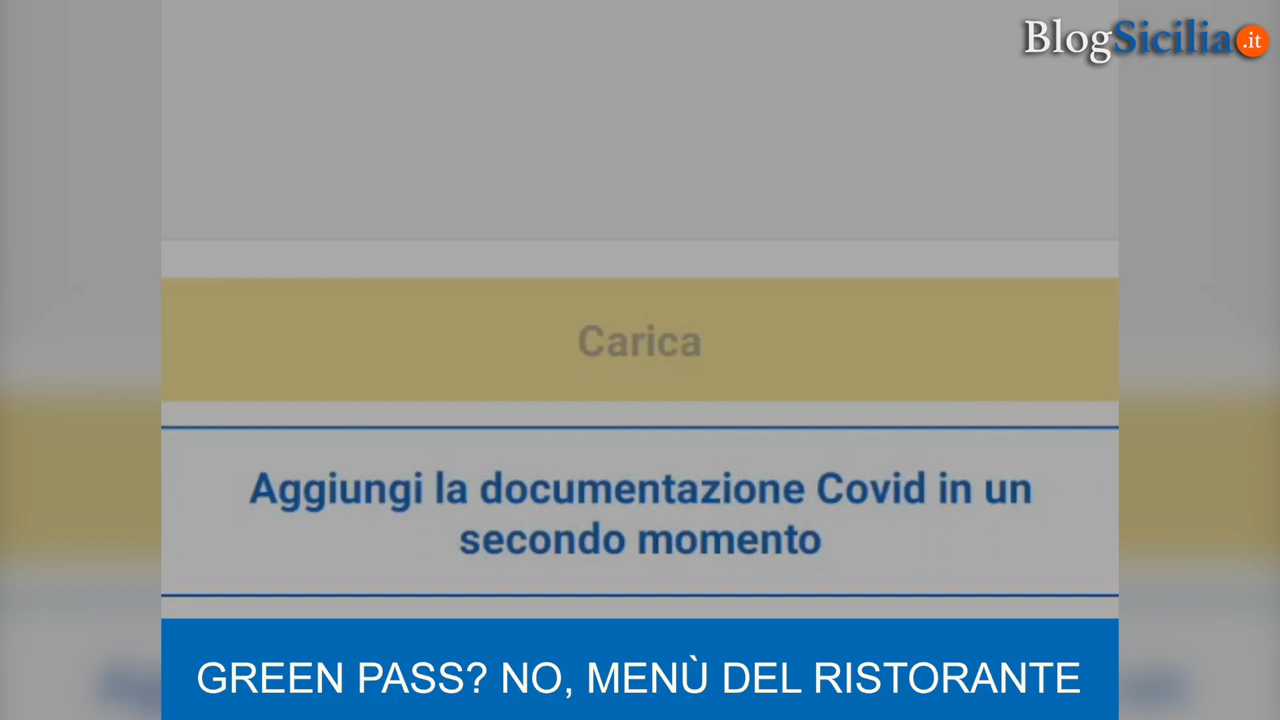 BlogSicilia.it
Carica
Aggiungi la documentazione Covid in un
secondo momento
GREEN PASS? NO, MENÙ DEL RISTORANTE